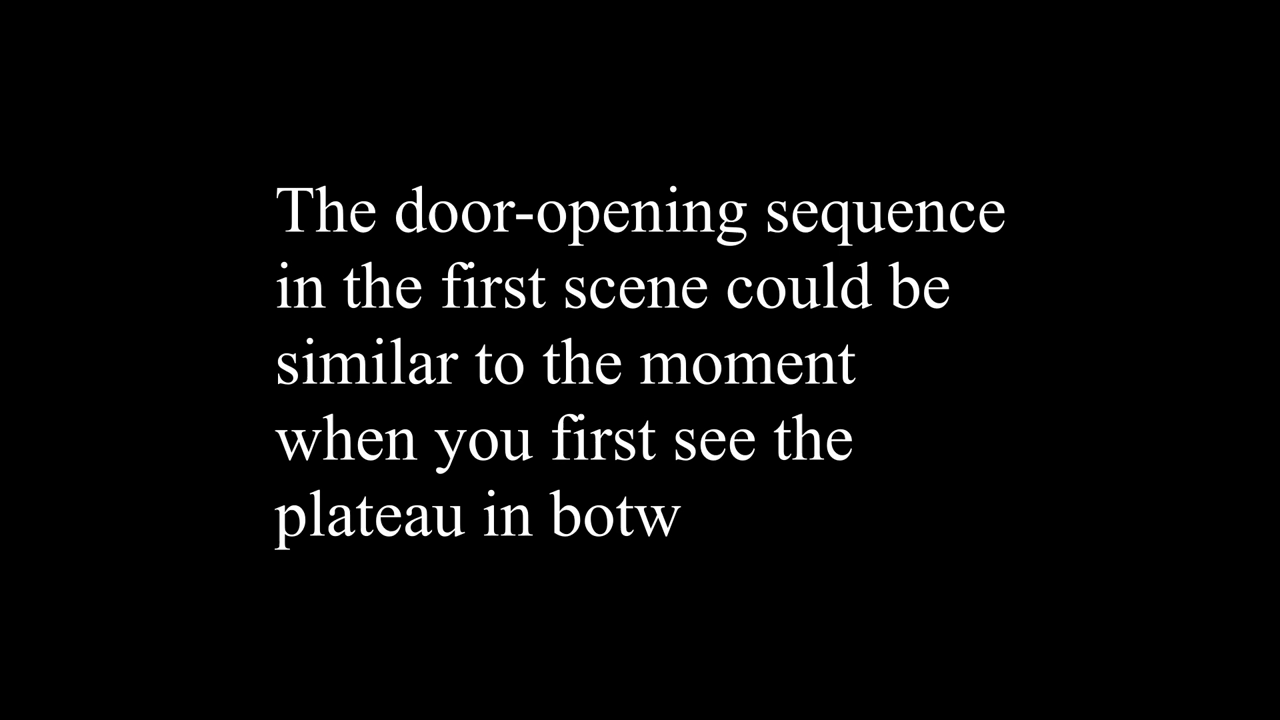 The door-opening sequence
in the first scene could be
similar to the moment
when you first see the
plateau in botw